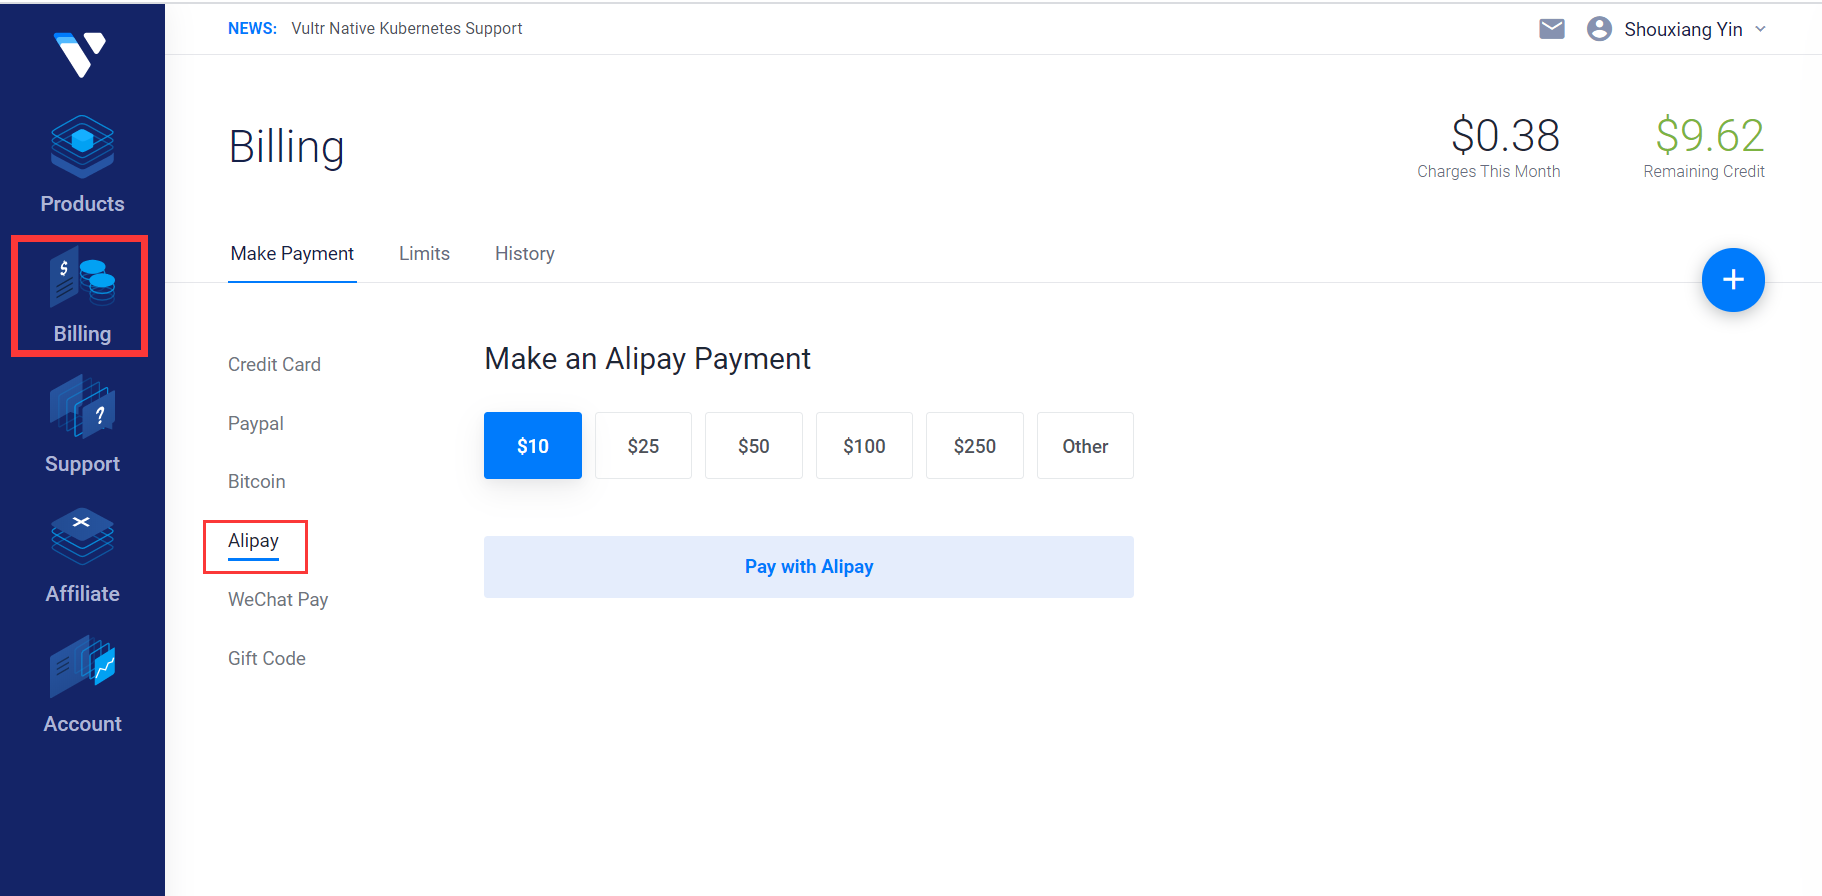 NEWS: Vultr Native Kubernetes Support
Shouxiang Yin
Products
Billing
Support
Affiliate
Account
Billing
$0.38
Charges This Month
$9.62
Remaining Credit
Make Payment
Limits
History
+
Credit Card
Paypal
Bitcoin
Alipay
WeChat Pay
Gift Code
Make an Alipay Payment
$10
$25
$50
$100
$250
Other
Pay with Alipay